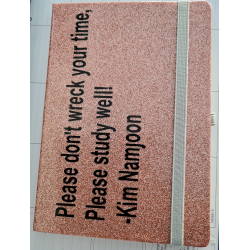 Please don't wreck your time,
Please study well!
-Kim Namjoon